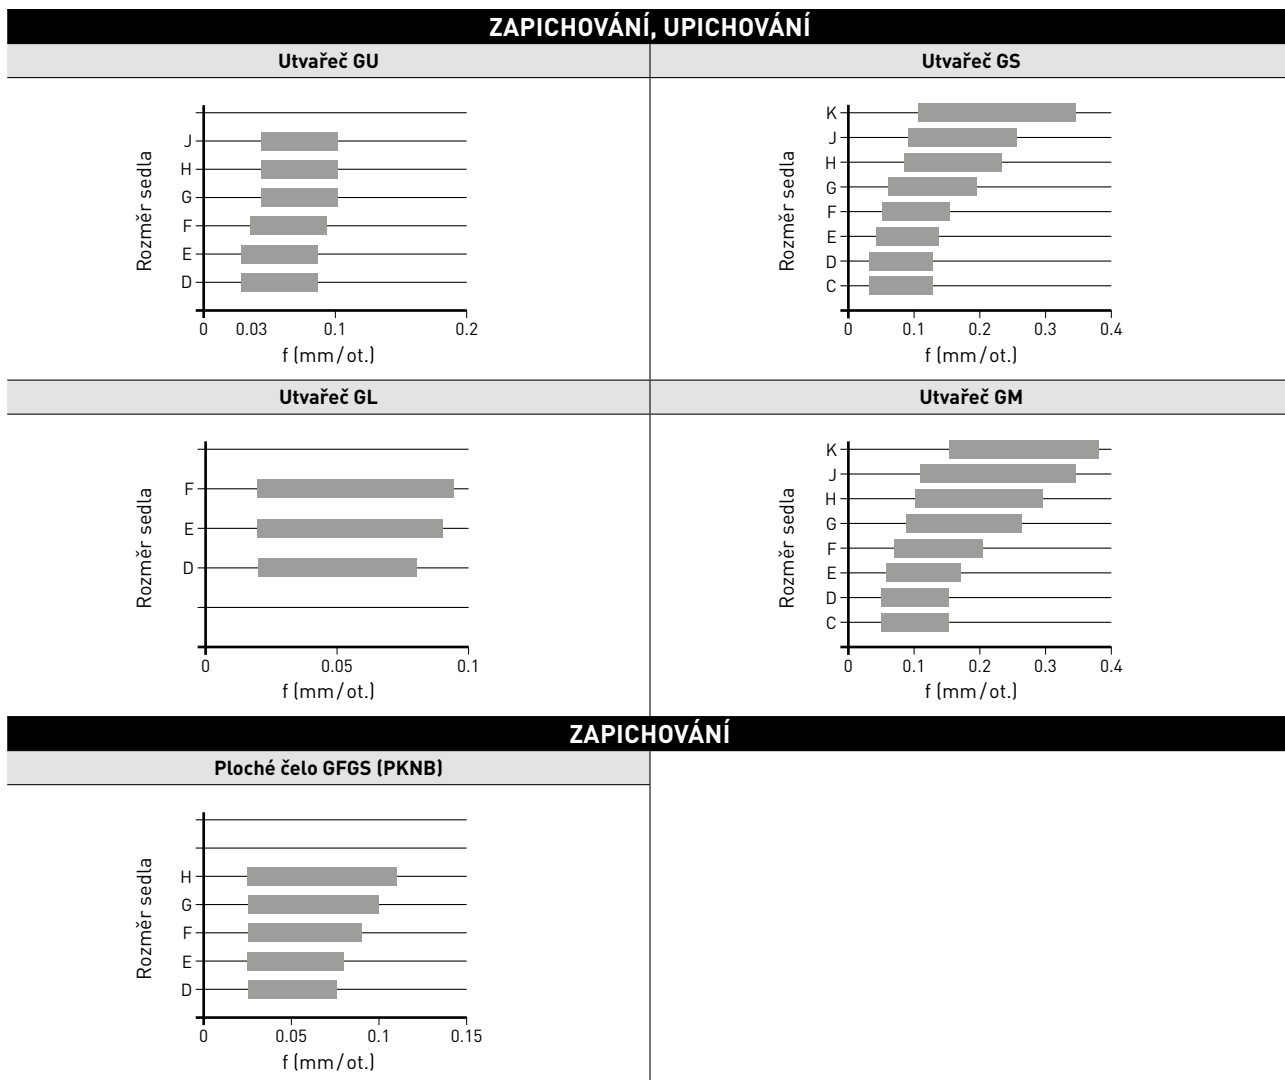 ZAPICHOVÁNÍ, UPICHOVÁNÍ
Utvařeč GU
Rozměr sedla
J
H
G
F
E
D
0 0.03 0.1 0.2
f (mm/ot.)
Utvařeč GS
Rozměr sedla
K
J
H
G
F
E
D
C
0 0.1 0.2 0.3 0.4
f (mm/ot.)
Utvařeč GL
Rozměr sedla
F
E
D
0 0.05 0.1
f (mm/ot.)
Utvařeč GM
Rozměr sedla
K
J
H
G
F
E
D
C
0 0.1 0.2 0.3 0.4
f (mm/ot.)
ZAPICHOVÁNÍ
Ploché čelo GFGS (PKNB)
Rozměr sedla
H
G
F
E
D
0 0.05 0.1 0.15
f (mm/ot.)